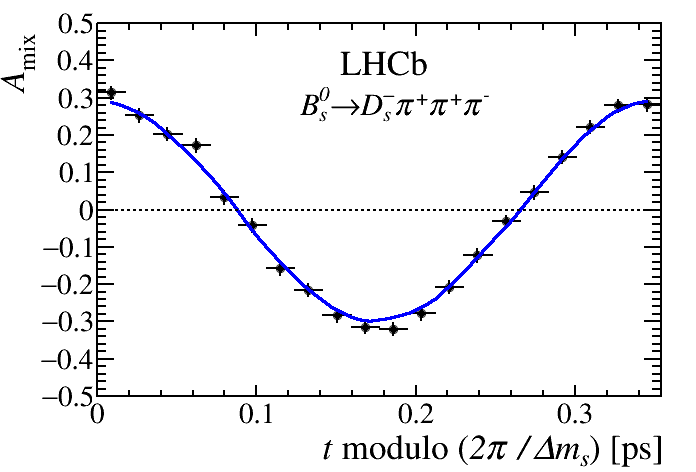 A_mix
0.5
0.4
0.3
0.2
0.1
0
−0.1
−0.2
−0.3
−0.4
−0.5
LHCb
B_s^0→D_s^−π^+π^+π^-
0 0.1 0.2 0.3
t modulo (2π / Δm_s) [ps]